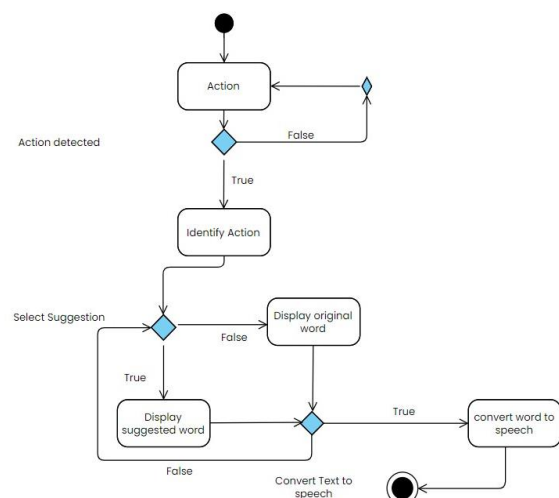 Action
Action detected
False
True
Identify Action
Select Suggestion
Display original
word
False
True
Display
suggested word
True
convert word to
speech
False
Convert Text to
speech